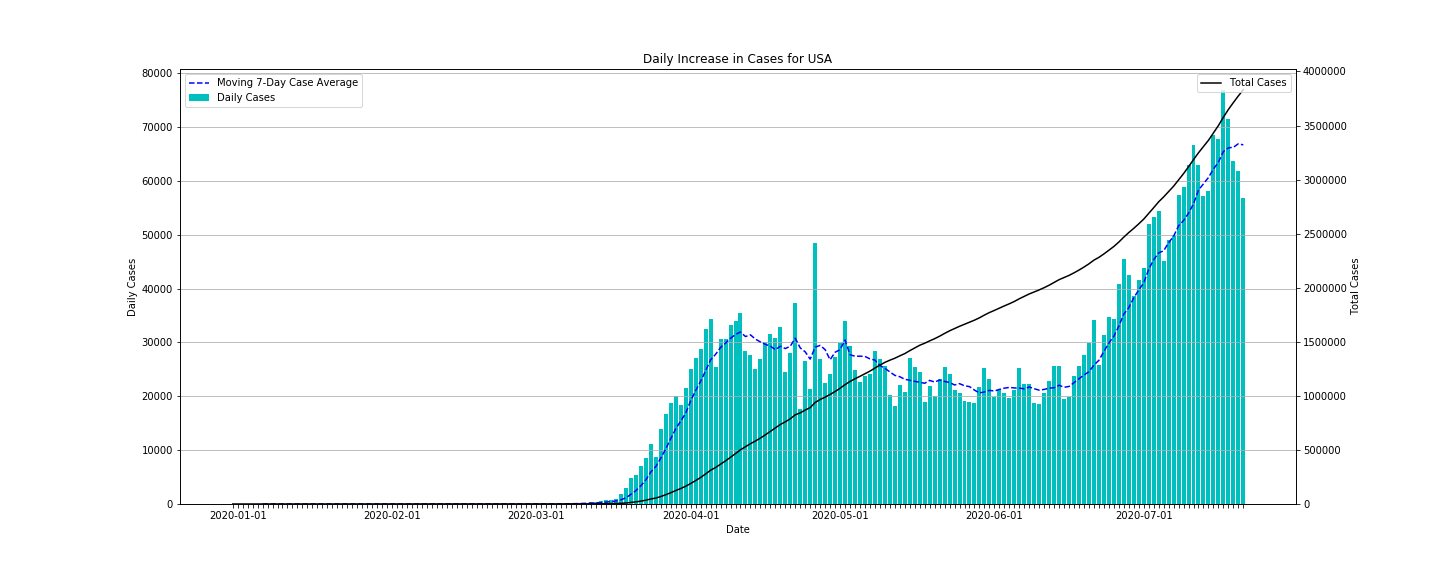 Daily Increase in Cases for USA
Moving 7-Day Case Average
Daily Cases
Total Cases
80000
70000
60000
50000
40000
30000
20000
10000
0
Daily Cases
4000000
3500000
3000000
2500000
2000000
1500000
1000000
500000
0
Total Cases
2020-01-01 2020-02-01 2020-03-01 2020-04-01 2020-05-01 2020-06-01 2020-07-01
Date